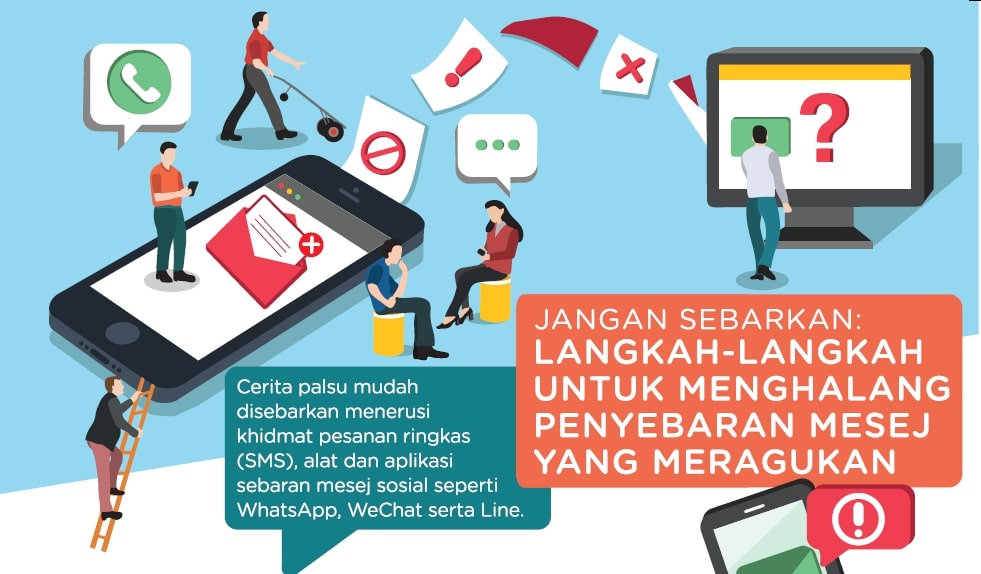 JANGAN SEBARKAN:
LANGKAH-LANGKAH
UNTUK MENGHALANG
PENYEBARAN MESEJ
YANG MERAGUKAN
Cerita palsu mudah
disebarkan menerusi
khidmat pesanan ringkas
(SMS), alat dan aplikasi
sebaran mesej sosial seperti
WhatsApp, WeChat serta Line.